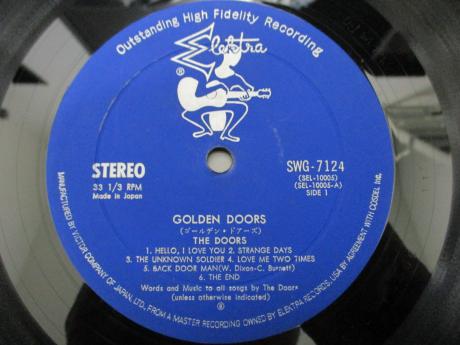 Outstanding High Fidelity Recording
Elektra
®
STEREO
33 1/3 RPM
Made in Japan
SWG-7124
(SEL-10005)
(SEL-10005-A)
SIDE 1
GOLDEN DOORS
(ゴールデン・ドアーズ)
THE DOORS
1. HELLO, I LOVE YOU 2. STRANGE DAYS
3. THE UNKNOWN SOLDIER 4. LOVE ME TWO TIMES
5. BACK DOOR MAN(W. Dixon-C. Burnett)
6. THE END
Words and Music to all songs by The Doors
(unless otherwise indicated)
℗
MANUFACTURED BY VICTOR COMPANY OF JAPAN, LTD. FROM A MASTER RECORDING OWNED BY ELEKTRA RECORDS, USA BY AGREEMENT WITH COSDEL Inc.